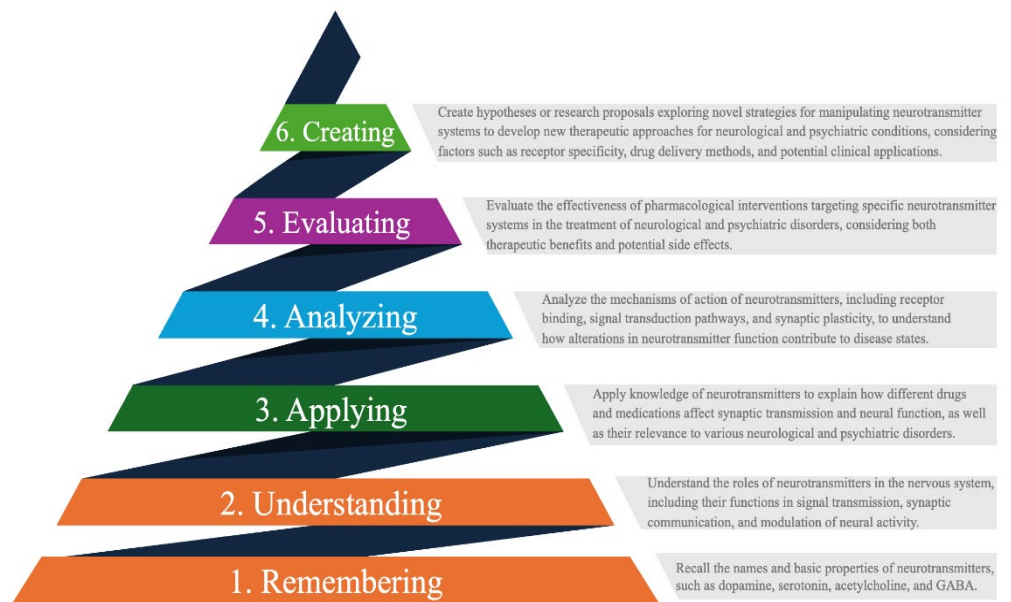 6. Creating
Create hypotheses or research proposals exploring novel strategies for manipulating neurotransmitter
systems to develop new therapeutic approaches for neurological and psychiatric conditions, considering
factors such as receptor specificity, drug delivery methods, and potential clinical applications.
5. Evaluating
Evaluate the effectiveness of pharmacological interventions targeting specific neurotransmitter
systems in the treatment of neurological and psychiatric disorders, considering both
therapeutic benefits and potential side effects.
4. Analyzing
Analyze the mechanisms of action of neurotransmitters, including receptor
binding, signal transduction pathways, and synaptic plasticity, to understand
how alterations in neurotransmitter function contribute to disease states.
3. Applying
Apply knowledge of neurotransmitters to explain how different drugs
and medications affect synaptic transmission and neural function, as well
as their relevance to various neurological and psychiatric disorders.
2. Understanding
Understand the roles of neurotransmitters in the nervous system,
including their functions in signal transmission, synaptic
communication, and modulation of neural activity.
1. Remembering
Recall the names and basic properties of neurotransmitters,
such as dopamine, serotonin, acetylcholine, and GABA.